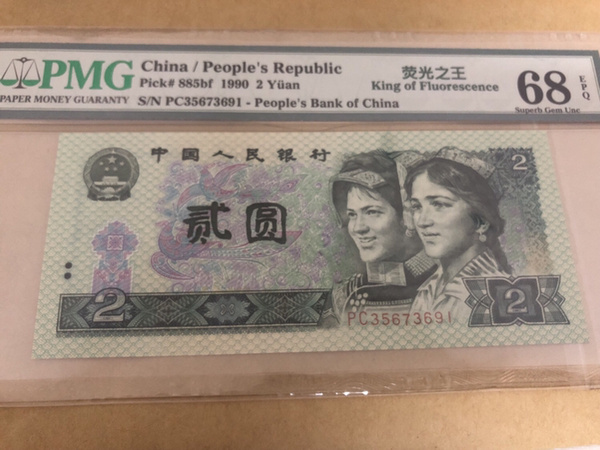 PMG
PAPER MONEY GUARANTY
China / People's Republic
Pick# 885bf 1990 2 Yüan
S/N PC35673691 - People's Bank of China
荧光之王
King of Fluorescence
68 EPQ
Superb Gem Unc
中国人民银行
2
贰圆
2
2
PC35673691